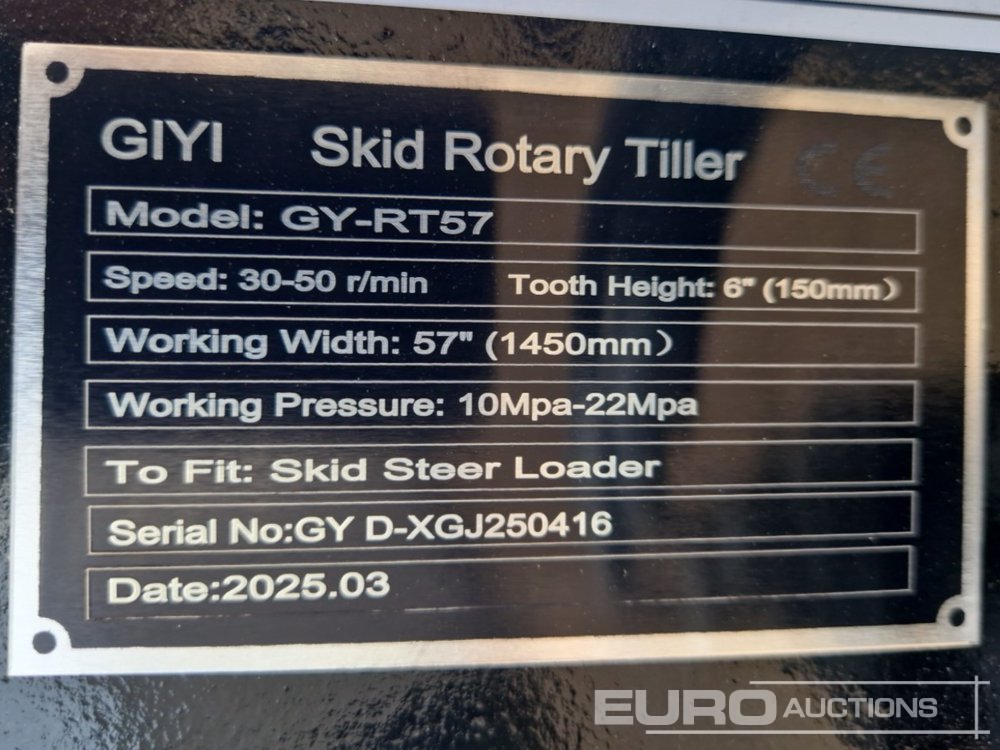 GIYI Skid Rotary Tiller CE
Model: GY-RT57
Speed: 30-50 r/min Tooth Height: 6" (150mm）
Working Width: 57" (1450mm）
Working Pressure: 10Mpa-22Mpa
To Fit: Skid Steer Loader
Serial No:GY D-XGJ250416
Date:2025.03
EURO AUCTIONS